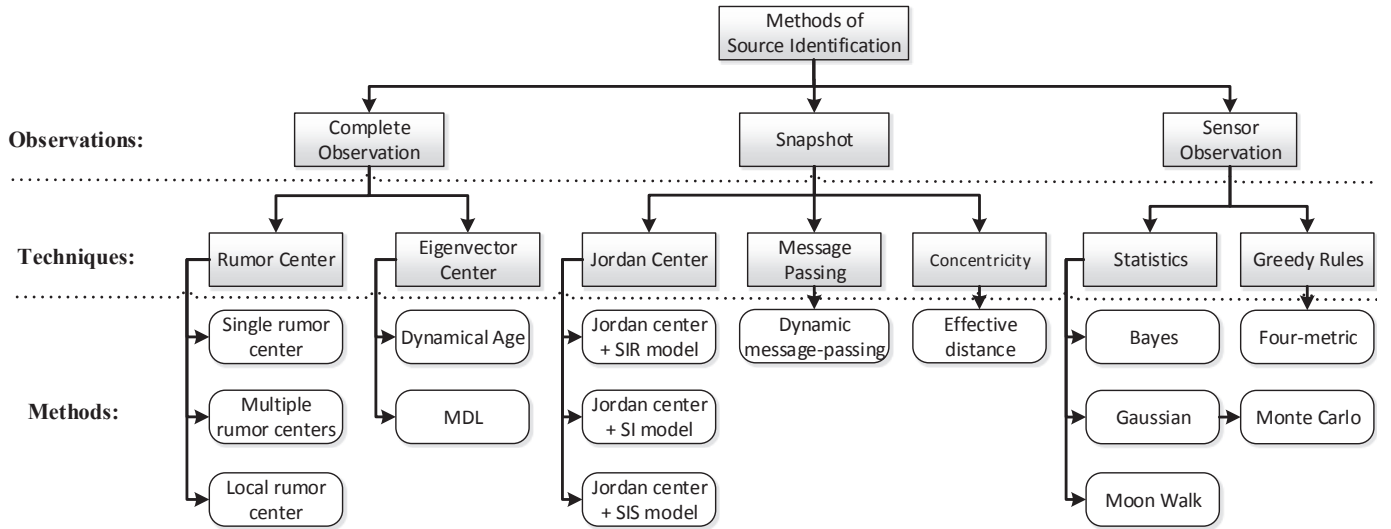 Methods of
Source Identification
Observations:
Complete
Observation
Snapshot
Sensor
Observation
Techniques:
Rumor Center
Eigenvector
Center
Jordan Center
Message
Passing
Concentricity
Statistics
Greedy Rules
Methods:
Single rumor
center
Dynamical Age
Jordan center
+ SIR model
Dynamic
message-passing
Effective
distance
Bayes
Four-metric
Multiple
rumor centers
MDL
Jordan center
+ SI model
Gaussian
Monte Carlo
Local rumor
center
Jordan center
+ SIS model
Moon Walk